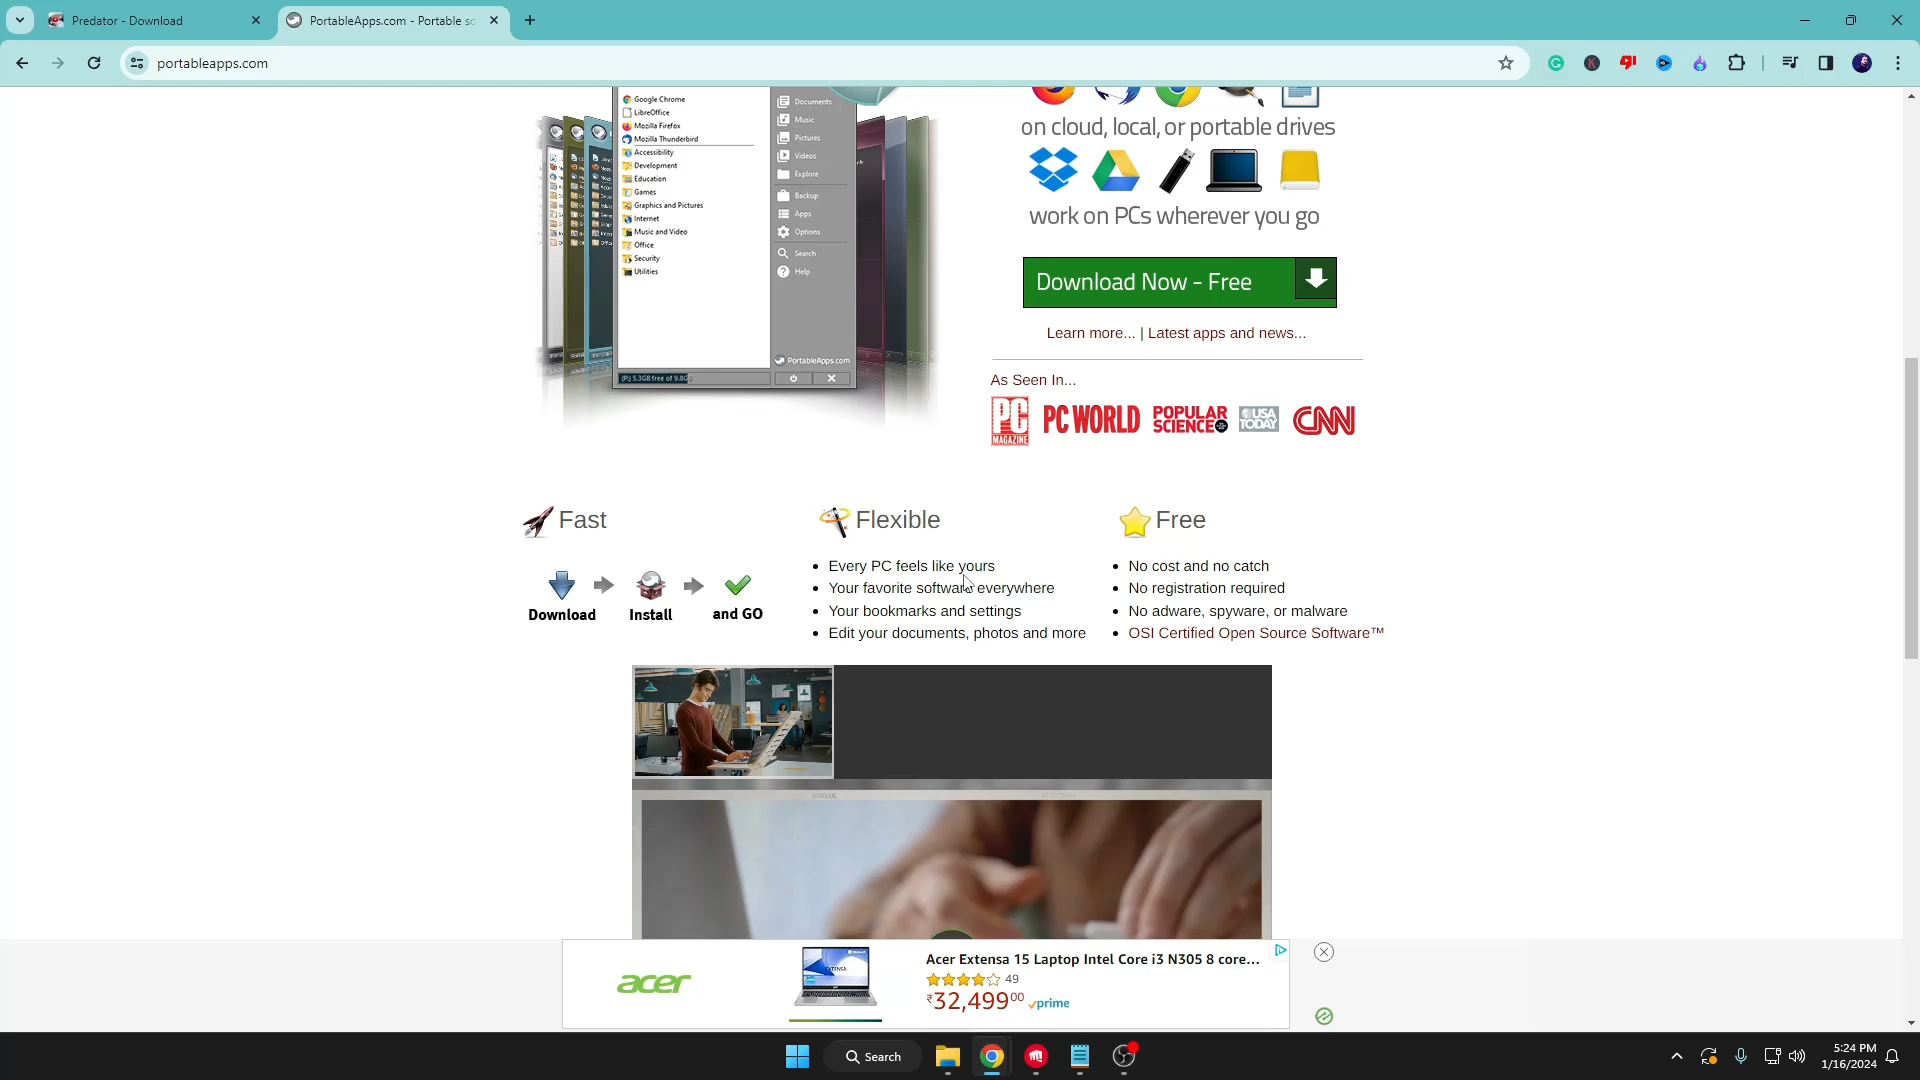 Predator - Download
PortableApps.com - Portable so
portableapps.com
Google Chrome
LibreOffice
Mozilla Firefox
Mozilla Thunderbird
Accessibility
Development
Education
Games
Graphics and Pictures
Internet
Music and Video
Office
Security
Utilities
Documents
Music
Pictures
Videos
Explore
Backup
Apps
Options
Search
Help
PortableApps.com
(P:) 5.3GB free of 9.8GB
on cloud, local, or portable drives
work on PCs wherever you go
Download Now - Free
Learn more... | Latest apps and news...
As Seen In...
PC MAGAZINE
PC WORLD
POPULAR SCIENCE
USA TODAY
CNN
Fast
Download
Install
and GO
Flexible
Every PC feels like yours
Your favorite software everywhere
Your bookmarks and settings
Edit your documents, photos and more
Free
No cost and no catch
No registration required
No adware, spyware, or malware
OSI Certified Open Source Software™
KODAK
acer
Acer Extensa 15 Laptop Intel Core i3 N305 8 core...
49
₹32,499⁰⁰ prime
Search
5:24 PM
1/16/2024